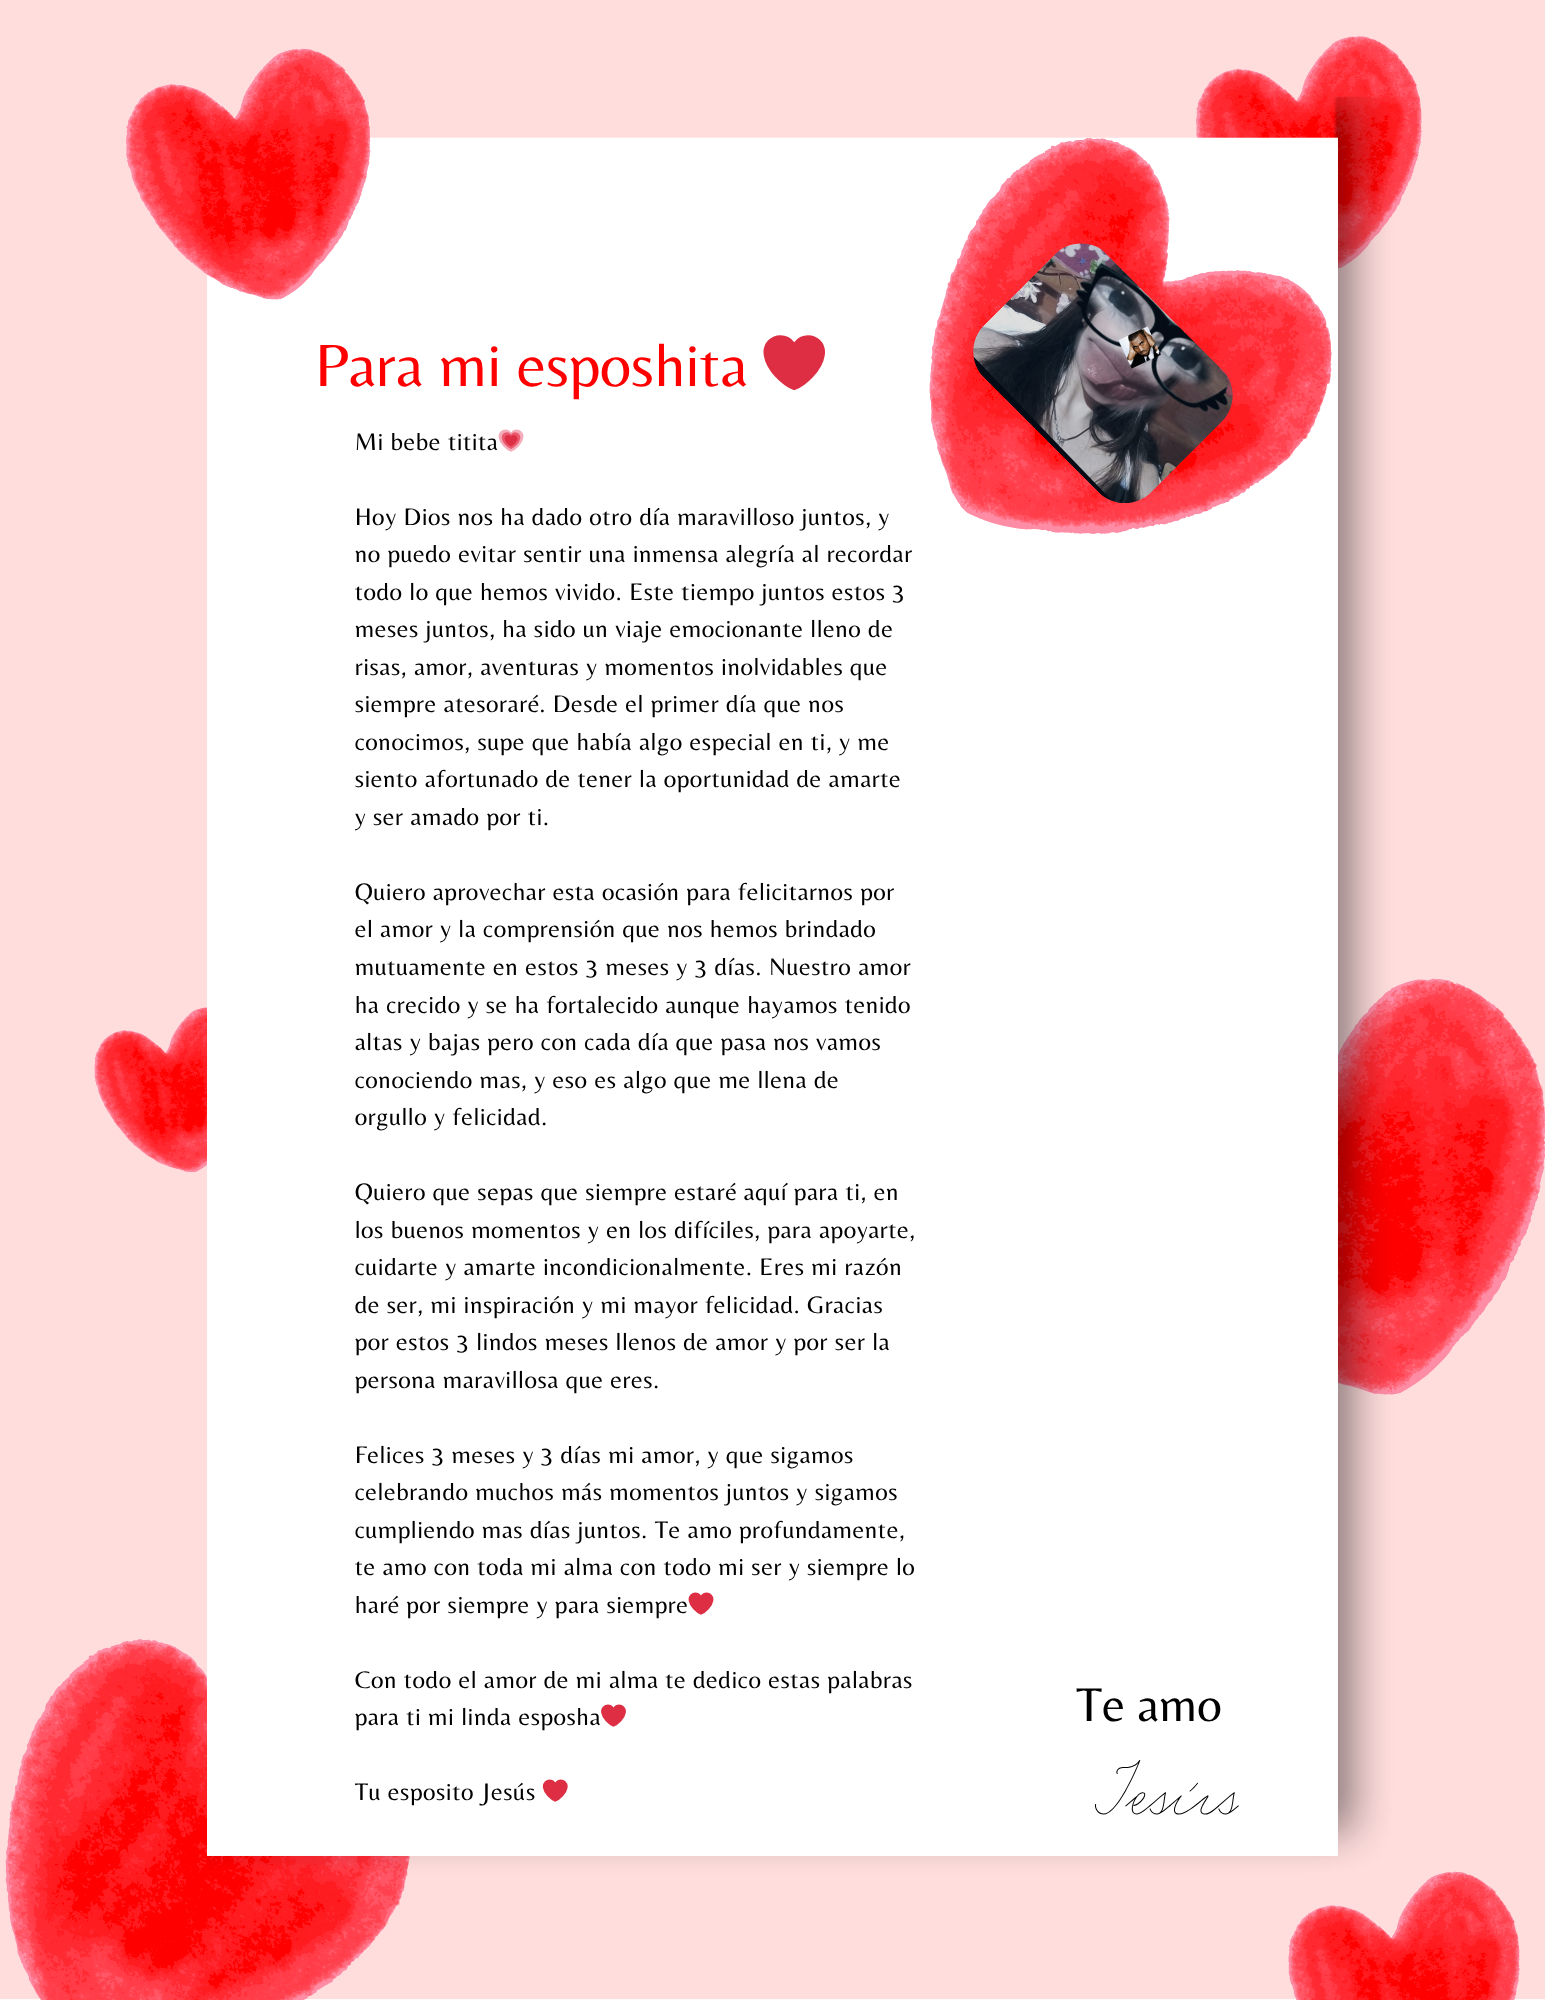 Para mi esposhita ❤️
Mi bebe titita💗
Hoy Dios nos ha dado otro día maravilloso juntos, y
no puedo evitar sentir una inmensa alegría al recordar
todo lo que hemos vivido. Este tiempo juntos estos 3
meses juntos, ha sido un viaje emocionante lleno de
risas, amor, aventuras y momentos inolvidables que
siempre atesoraré. Desde el primer día que nos
conocimos, supe que había algo especial en ti, y me
siento afortunado de tener la oportunidad de amarte
y ser amado por ti.
Quiero aprovechar esta ocasión para felicitarnos por
el amor y la comprensión que nos hemos brindado
mutuamente en estos 3 meses y 3 días. Nuestro amor
ha crecido y se ha fortalecido aunque hayamos tenido
altas y bajas pero con cada día que pasa nos vamos
conociendo mas, y eso es algo que me llena de
orgullo y felicidad.
Quiero que sepas que siempre estaré aquí para ti, en
los buenos momentos y en los difíciles, para apoyarte,
cuidarte y amarte incondicionalmente. Eres mi razón
de ser, mi inspiración y mi mayor felicidad. Gracias
por estos 3 lindos meses llenos de amor y por ser la
persona maravillosa que eres.
Felices 3 meses y 3 días mi amor, y que sigamos
celebrando muchos más momentos juntos y sigamos
cumpliendo mas días juntos. Te amo profundamente,
te amo con toda mi alma con todo mi ser y siempre lo
haré por siempre y para siempre❤️
Con todo el amor de mi alma te dedico estas palabras
para ti mi linda esposha❤️
Tu esposito Jesús ❤️
Te amo
Jesús